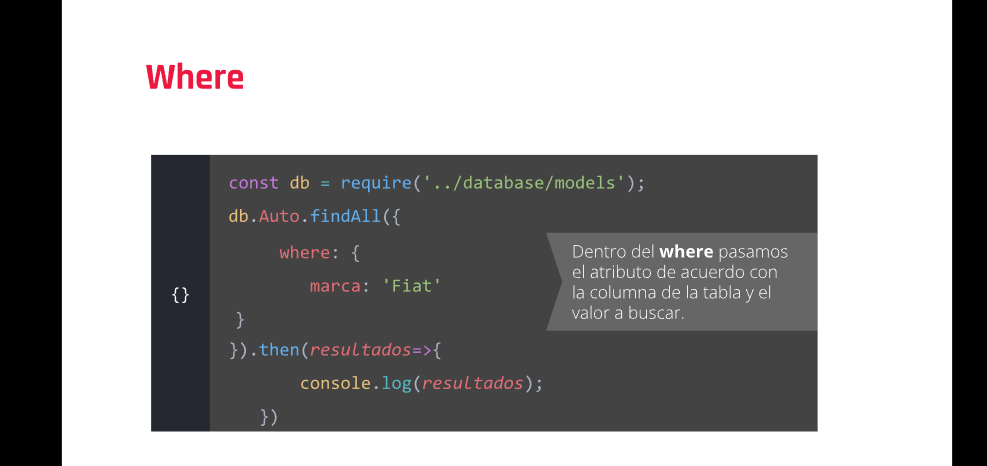 Where
{}
const db = require('../database/models');
db.Auto.findAll({
where: {
marca: 'Fiat'
}
}).then(resultados=>{
console.log(resultados);
})
Dentro del where pasamos
el atributo de acuerdo con
la columna de la tabla y el
valor a buscar.